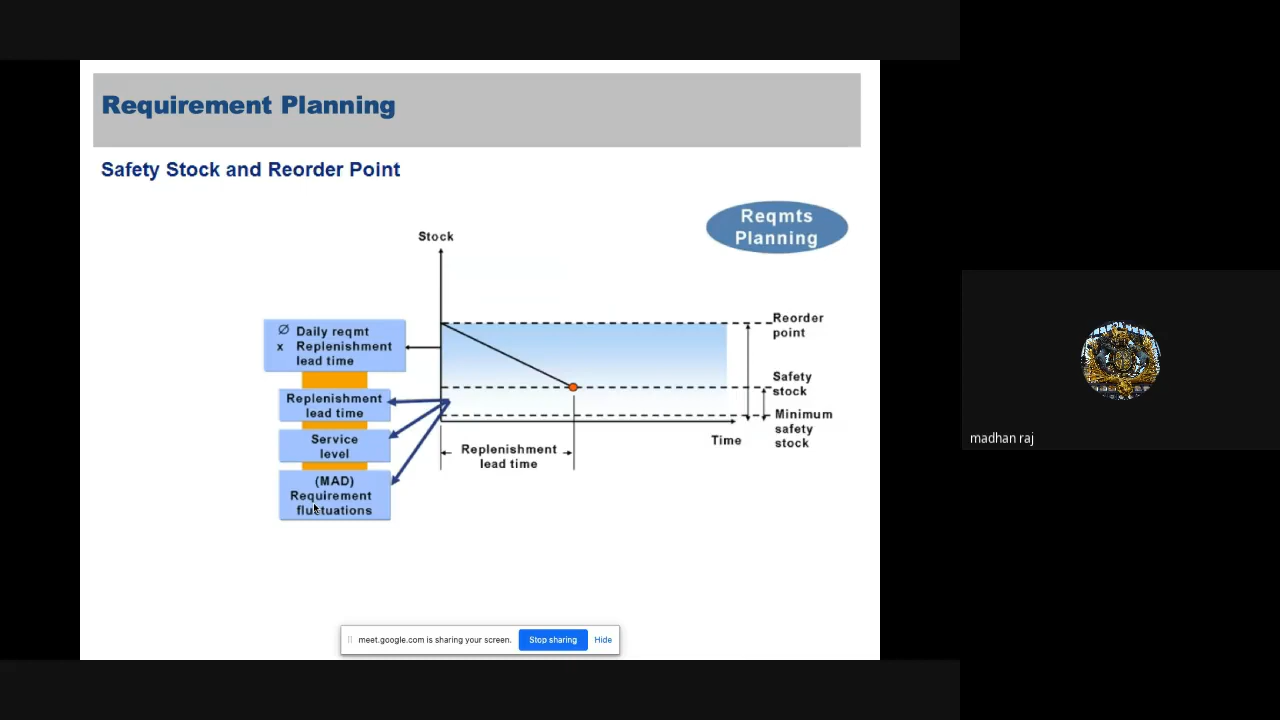 Requirement Planning
Safety Stock and Reorder Point
Reqmts
Planning
Stock
Ø Daily reqmt
x Replenishment
lead time
Replenishment
lead time
Service
level
(MAD)
Requirement
fluctuations
Reorder
point
Safety
stock
Minimum
safety
stock
Time
Replenishment
lead time
madhan raj
meet.google.com is sharing your screen.
Stop sharing
Hide